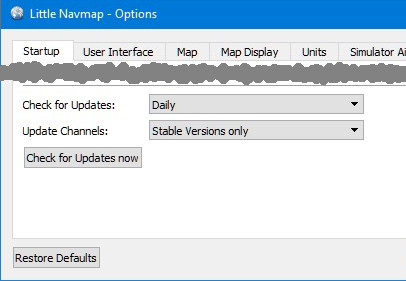 Little Navmap - Options
Startup User Interface Map Map Display Units Simulator Ai
Check for Updates: Daily
Update Channels: Stable Versions only
Check for Updates now
Restore Defaults